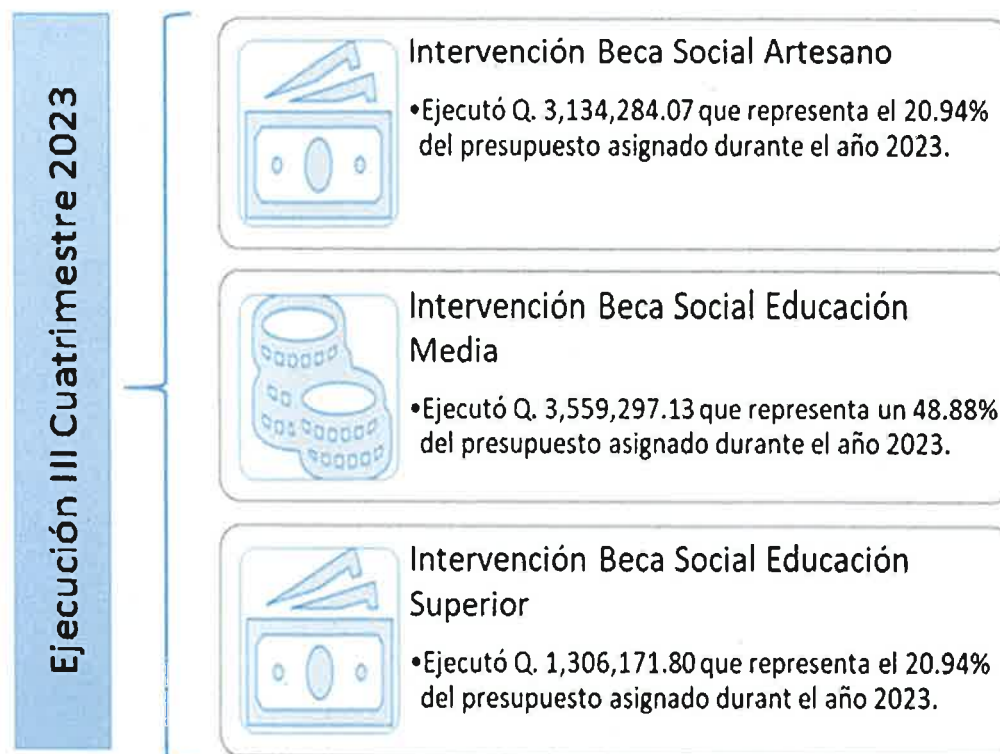 Ejecución III Cuatrimestre 2023
Intervención Beca Social Artesano
•Ejecutó Q. 3,134,284.07 que representa el 20.94%
del presupuesto asignado durante el año 2023.
Intervención Beca Social Educación
Media
•Ejecutó Q. 3,559,297.13 que representa un 48.88%
del presupuesto asignado durante el año 2023.
Intervención Beca Social Educación
Superior
•Ejecutó Q. 1,306,171.80 que representa el 20.94%
del presupuesto asignado durant el año 2023.